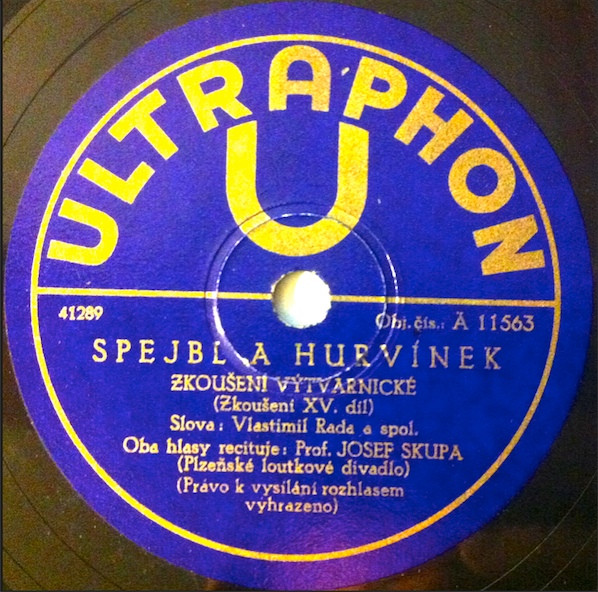 ULTRAPHON
U
41289
Obj. čís.: A 11563
SPEJBL A HURVÍNEK
ZKOUŠENÍ VÝTVARNICKÉ
(Zkoušení XV. díl)
Slova: Vlastimil Rada a spol.
Oba hlasy recituje: Prof. JOSEF SKUPA
(Plzeňské loutkové divadlo)
(Právo k vysílání rozhlasem
vyhrazeno)